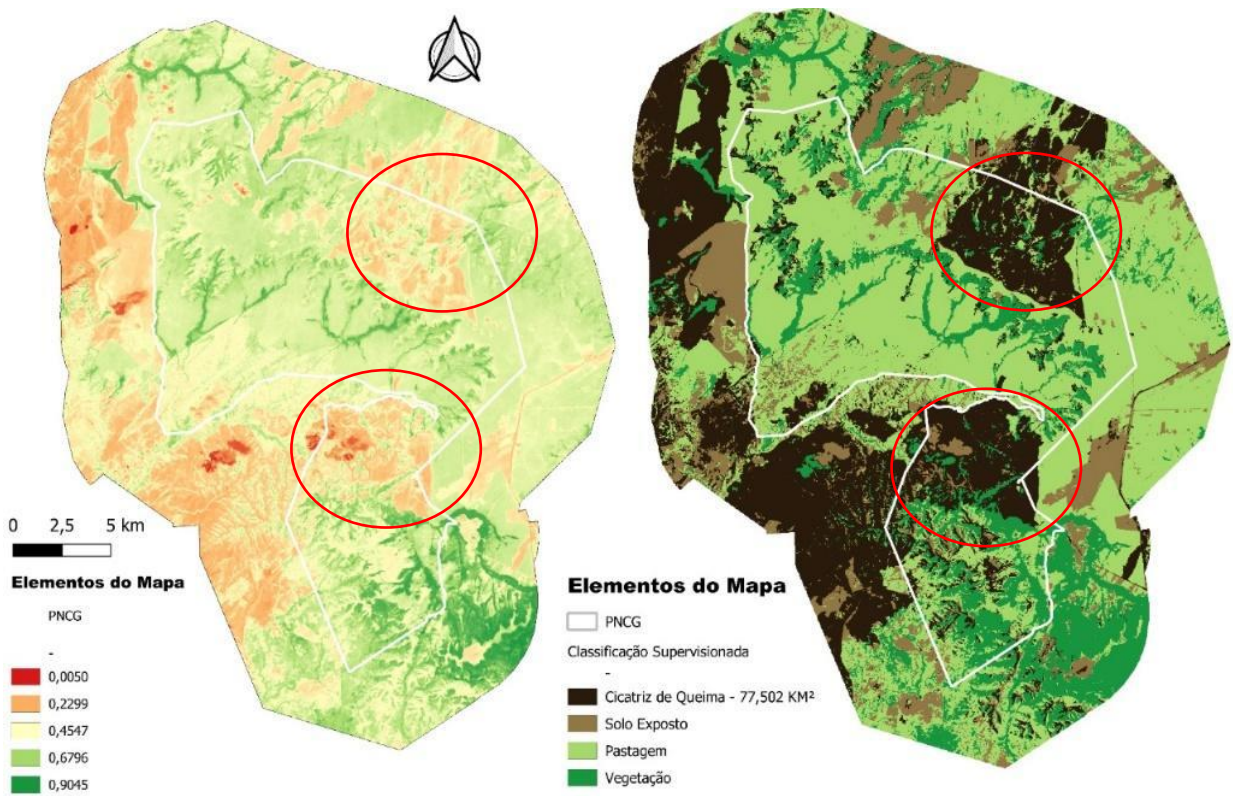 0 2,5 5 km
Elementos do Mapa
PNCG
-
0,0050
0,2299
0,4547
0,6796
0,9045
Elementos do Mapa
PNCG
Classificação Supervisionada
-
Cicatriz de Queima - 77,502 KM²
Solo Exposto
Pastagem
Vegetação